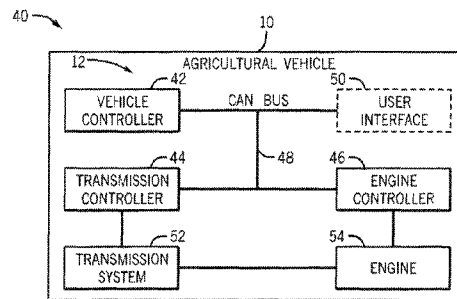 40
10
AGRICULTURAL VEHICLE
12
42
50
VEHICLE
CONTROLLER
CAN BUS
USER
INTERFACE
44
48
46
TRANSMISSION
CONTROLLER
ENGINE
CONTROLLER
52
54
TRANSMISSION
SYSTEM
ENGINE